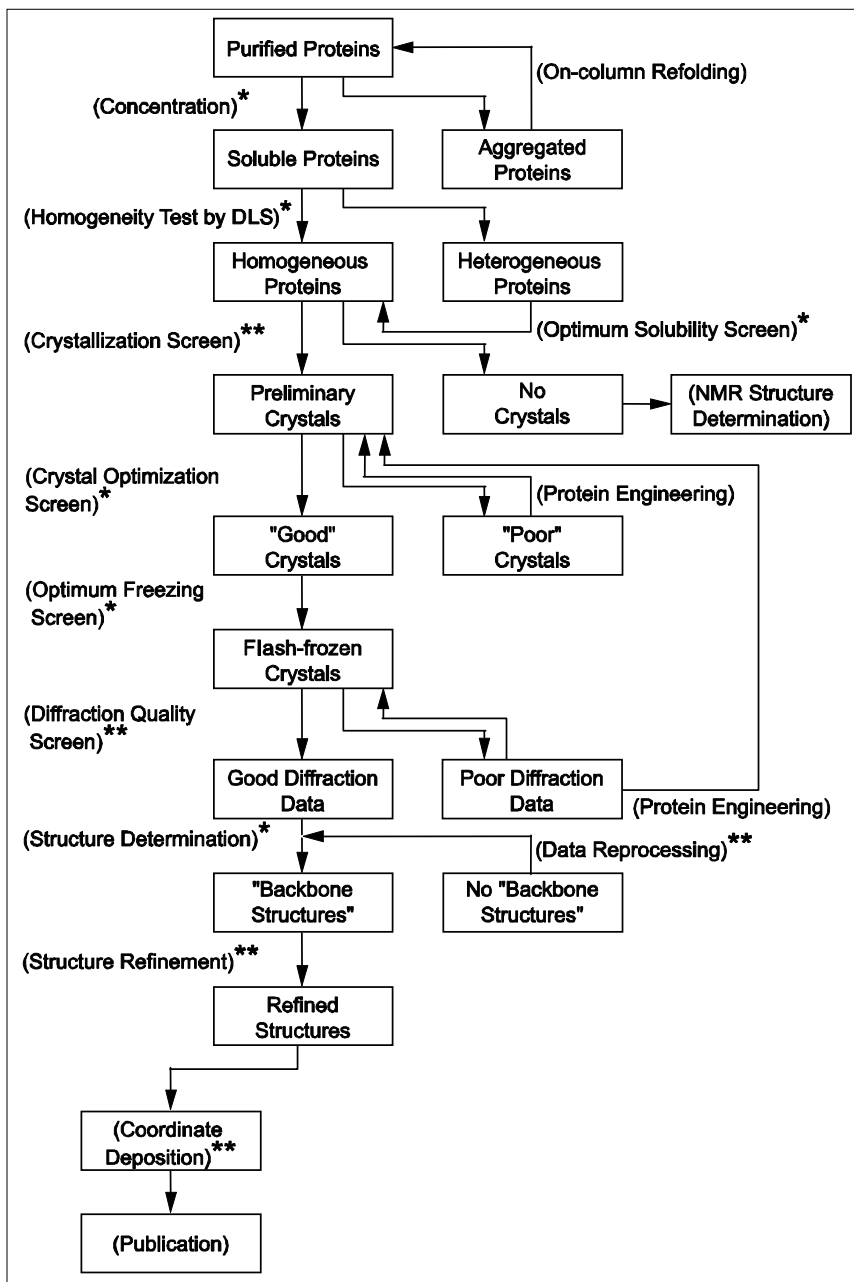 Purified Proteins
(On-column Refolding)
(Concentration)*
Soluble Proteins
Aggregated
Proteins
(Homogeneity Test by DLS)*
Homogeneous
Proteins
Heterogeneous
Proteins
(Optimum Solubility Screen)*
(Crystallization Screen)**
Preliminary
Crystals
No
Crystals
(NMR Structure
Determination)
(Crystal Optimization
Screen)*
(Protein Engineering)
"Good"
Crystals
"Poor"
Crystals
(Optimum Freezing
Screen)*
Flash-frozen
Crystals
(Diffraction Quality
Screen)**
Good Diffraction
Data
Poor Diffraction
Data
(Protein Engineering)
(Structure Determination)*
(Data Reprocessing)**
"Backbone
Structures"
No "Backbone
Structures"
(Structure Refinement)**
Refined
Structures
(Coordinate
Deposition)**
(Publication)